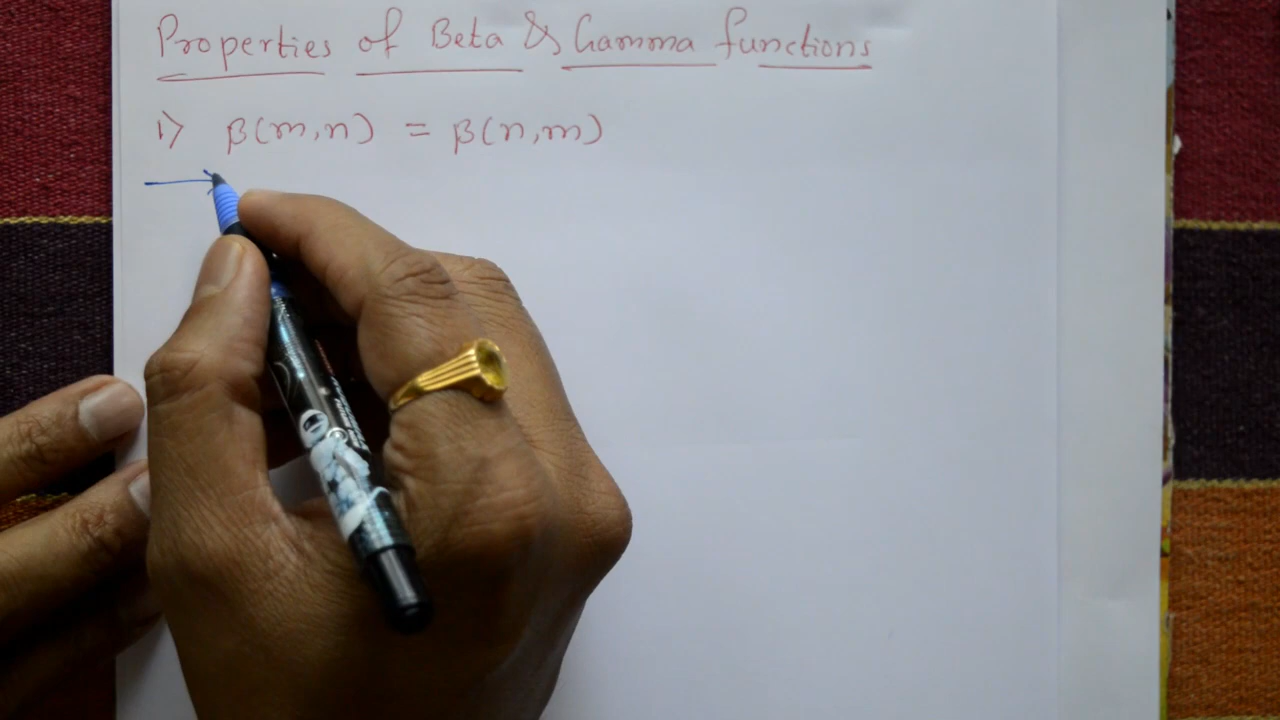 Properties of Beta & Gamma functions
1) β(m,n) = β(n,m)
→